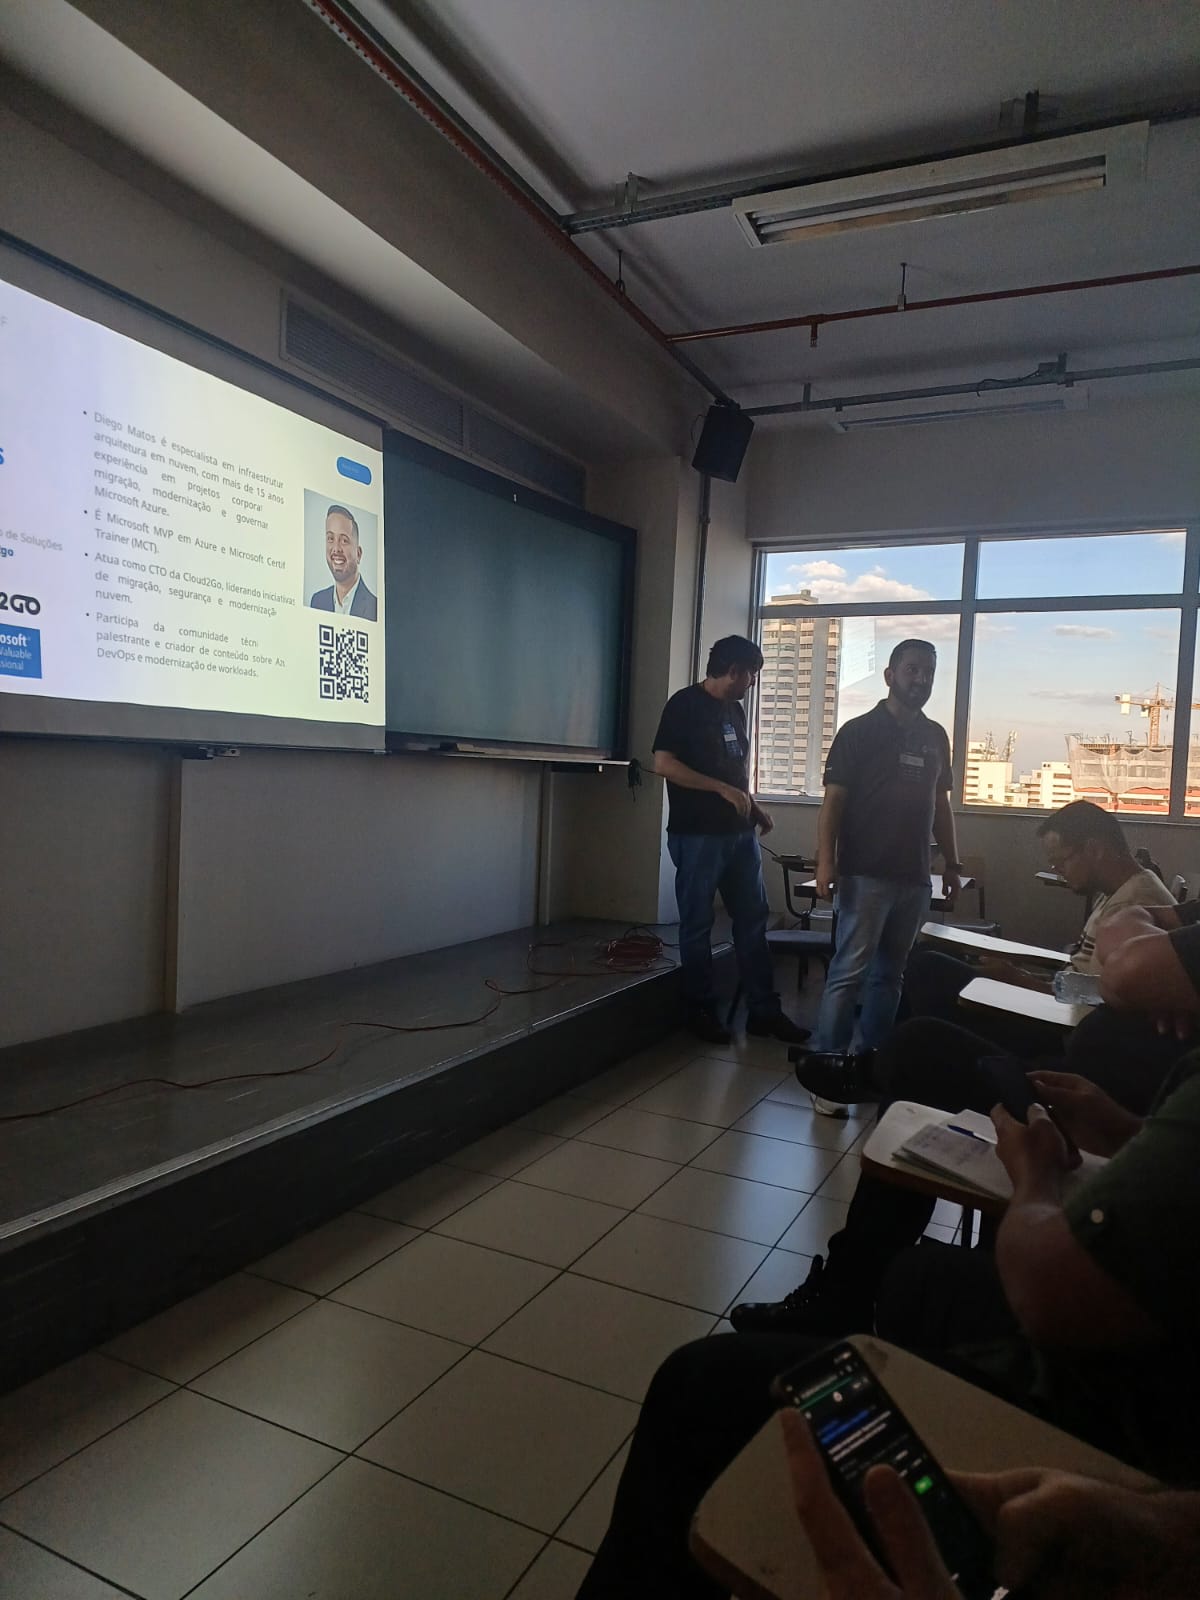 de Soluções
2GO
osoft
Valuable
ssional
• Diego Matos é especialista em infraestrutur
arquitetura em nuvem, com mais de 15 anos
experiência em projetos corpora
migração, modernização e governa
Microsoft Azure.
• É Microsoft MVP em Azure e Microsoft Certif
Trainer (MCT).
• Atua como CTO da Cloud2Go, liderando iniciativas
de migração, segurança e modernizaçã
nuvem.
• Participa da comunidade técni
palestrante e criador de conteúdo sobre Az
DevOps e modernização de workloads.